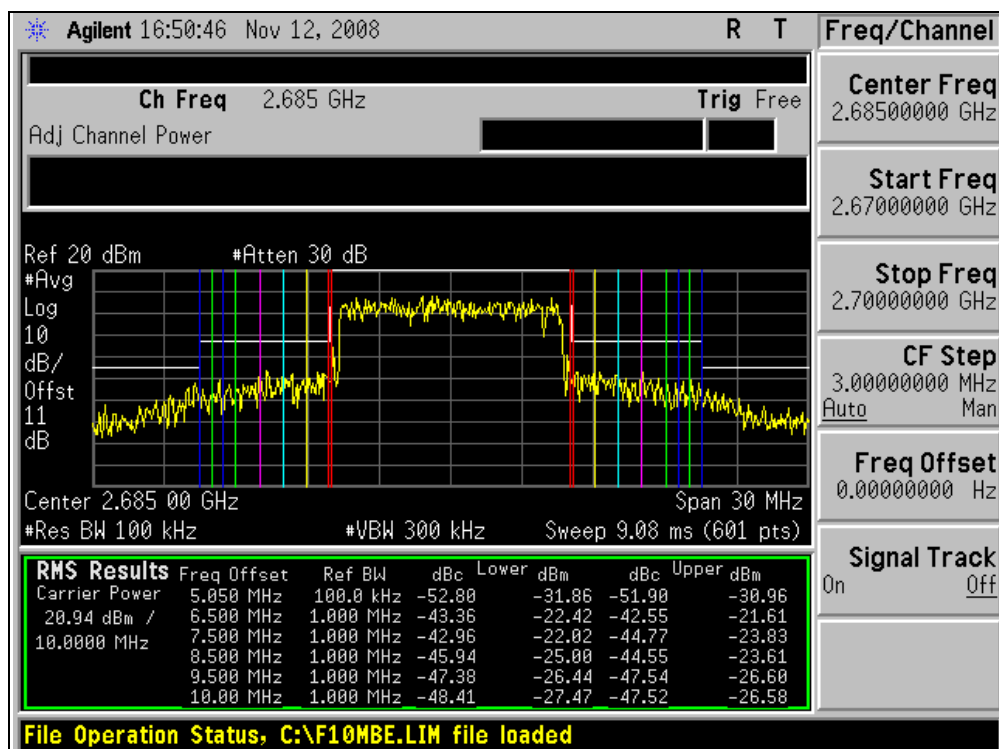 Agilent 16:50:46 Nov 12, 2008 R T
Freq/Channel
Ch Freq 2.685 GHz Trig Free
Adj Channel Power
Center Freq
2.68500000 GHz
Start Freq
2.67000000 GHz
Stop Freq
2.70000000 GHz
CF Step
3.00000000 MHz
Auto Man
Freq Offset
0.00000000 Hz
Signal Track
On Off
Ref 20 dBm #Atten 30 dB
#Avg
Log
10
dB/
Offst
11
dB
Center 2.685 00 GHz Span 30 MHz
#Res BW 100 kHz #VBW 300 kHz Sweep 9.08 ms (601 pts)
RMS Results Freq Offset Ref BW dBc Lower dBm dBc Upper dBm
Carrier Power 5.050 MHz 100.0 kHz -52.80 -31.86 -51.90 -30.96
20.94 dBm / 6.500 MHz 1.000 MHz -43.36 -22.42 -42.55 -21.61
10.0000 MHz 7.500 MHz 1.000 MHz -42.96 -22.02 -44.77 -23.83
8.500 MHz 1.000 MHz -45.94 -25.00 -44.55 -23.61
9.500 MHz 1.000 MHz -47.38 -26.44 -47.54 -26.60
10.00 MHz 1.000 MHz -48.41 -27.47 -47.52 -26.58
File Operation Status, C:\F10MBE.LIM file loaded